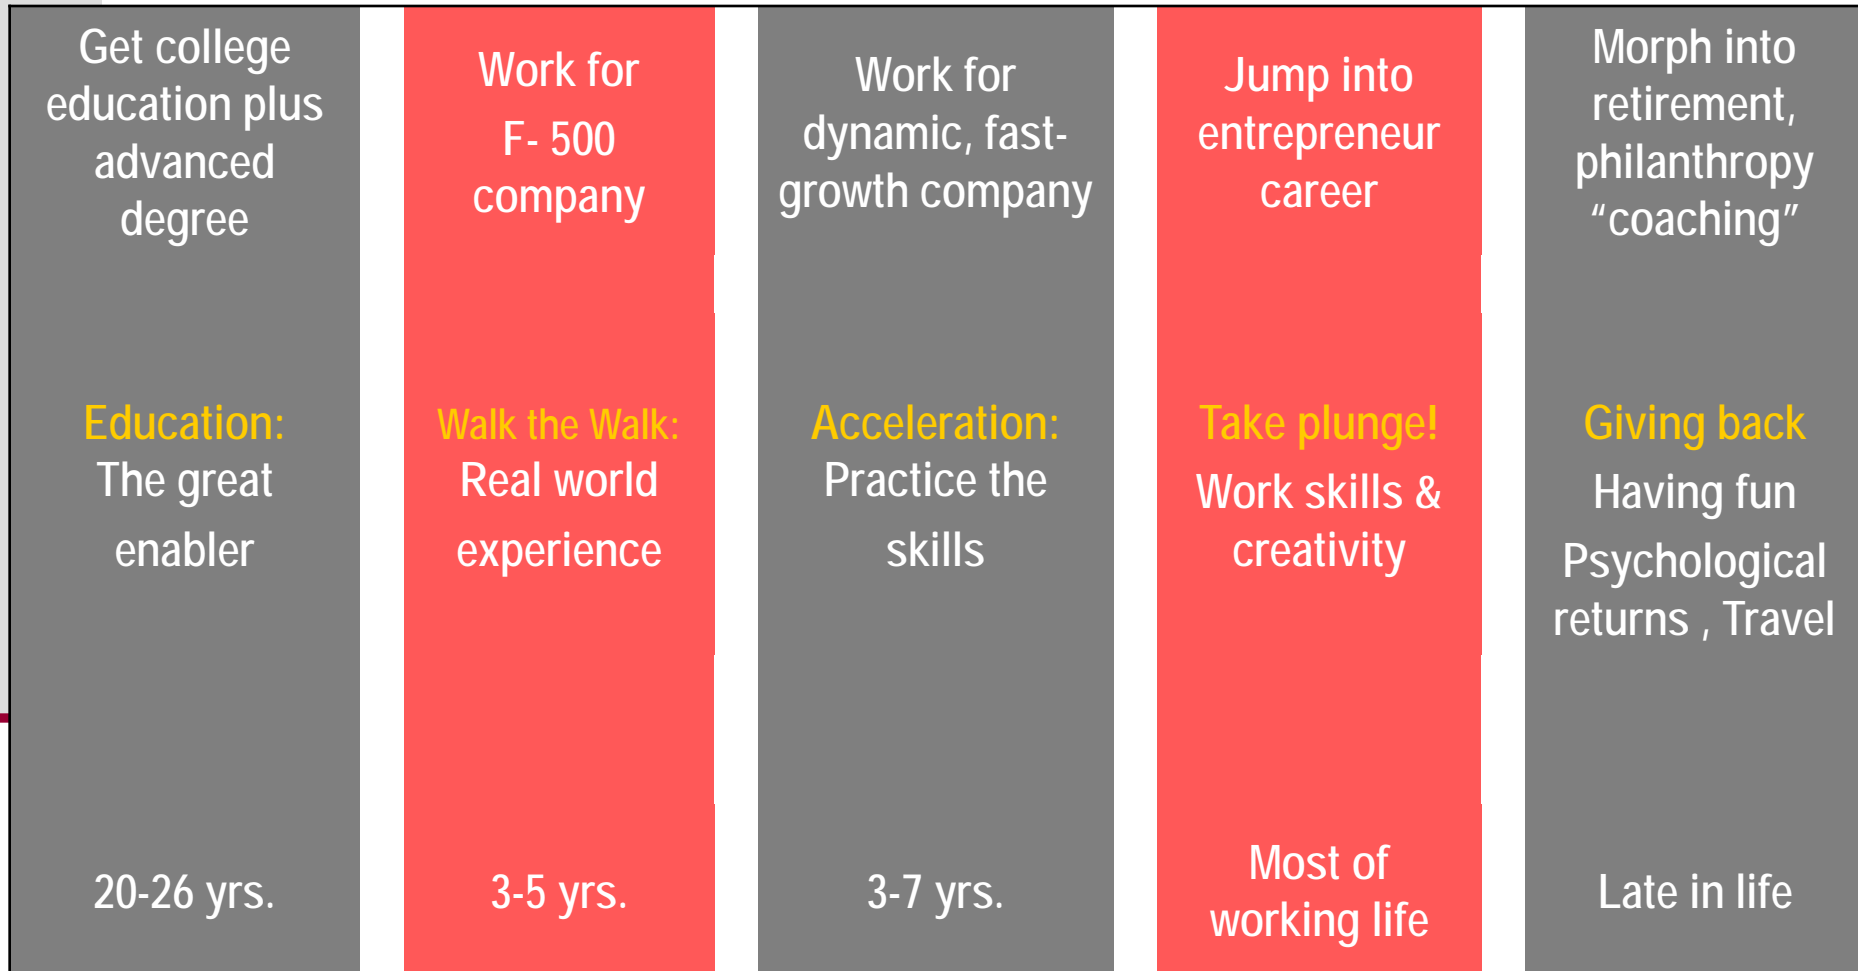 Get college
education plus
advanced
degree
Education:
The great
enabler
20-26 yrs.
Work for
F- 500
company
Walk the Walk:
Real world
experience
3-5 yrs.
Work for
dynamic, fast-
growth company
Acceleration:
Practice the
skills
3-7 yrs.
Jump into
entrepreneur
career
Take plunge!
Work skills &
creativity
Most of
working life
Morph into
retirement,
philanthropy
“coaching”
Giving back
Having fun
Psychological
returns , Travel
Late in life